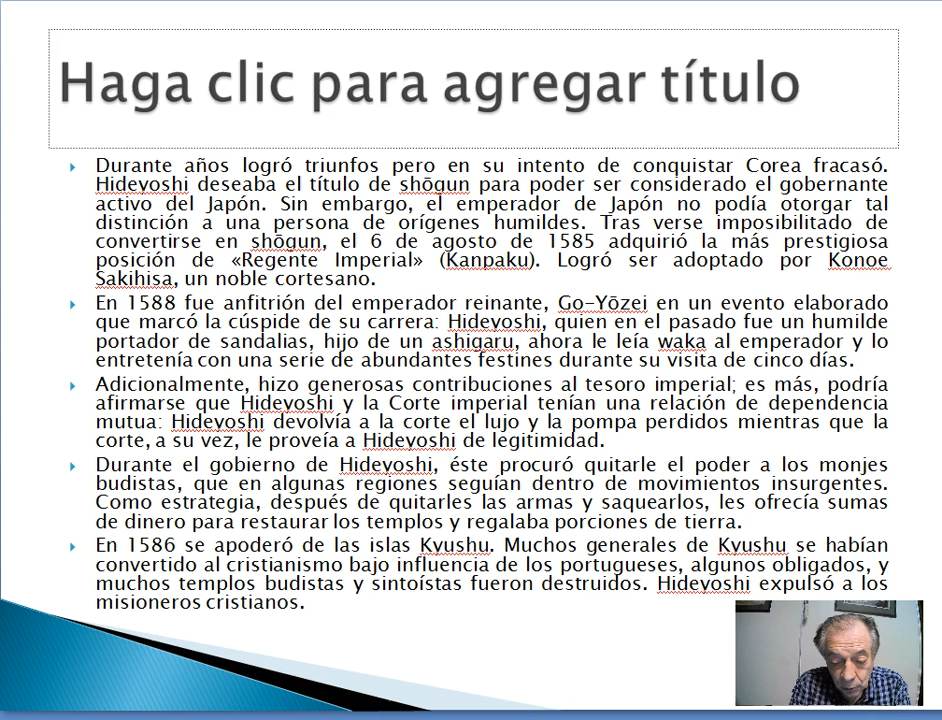 Haga clic para agregar título
Durante años logró triunfos pero en su intento de conquistar Corea fracasó.
Hideyoshi deseaba el título de shōgun para poder ser considerado el gobernante
activo del Japón. Sin embargo, el emperador de Japón no podía otorgar tal
distinción a una persona de orígenes humildes. Tras verse imposibilitado de
convertirse en shōgun, el 6 de agosto de 1585 adquirió la más prestigiosa
posición de «Regente Imperial» (Kanpaku). Logró ser adoptado por Konoe
Sakihisa, un noble cortesano.
En 1588 fue anfitrión del emperador reinante, Go-Yōzei en un evento elaborado
que marcó la cúspide de su carrera: Hideyoshi, quien en el pasado fue un humilde
portador de sandalias, hijo de un ashigaru, ahora le leía waka al emperador y lo
entretenía con una serie de abundantes festines durante su visita de cinco días.
Adicionalmente, hizo generosas contribuciones al tesoro imperial; es más, podría
afirmarse que Hideyoshi y la Corte imperial tenían una relación de dependencia
mutua: Hideyoshi devolvía a la corte el lujo y la pompa perdidos mientras que la
corte, a su vez, le proveía a Hideyoshi de legitimidad.
Durante el gobierno de Hideyoshi, éste procuró quitarle el poder a los monjes
budistas, que en algunas regiones seguían dentro de movimientos insurgentes.
Como estrategia, después de quitarles las armas y saquearlos, les ofrecía sumas
de dinero para restaurar los templos y regalaba porciones de tierra.
En 1586 se apoderó de las islas Kyushu. Muchos generales de Kyushu se habían
convertido al cristianismo bajo influencia de los portugueses, algunos obligados, y
muchos templos budistas y sintoístas fueron destruidos. Hideyoshi expulsó a los
misioneros cristianos.